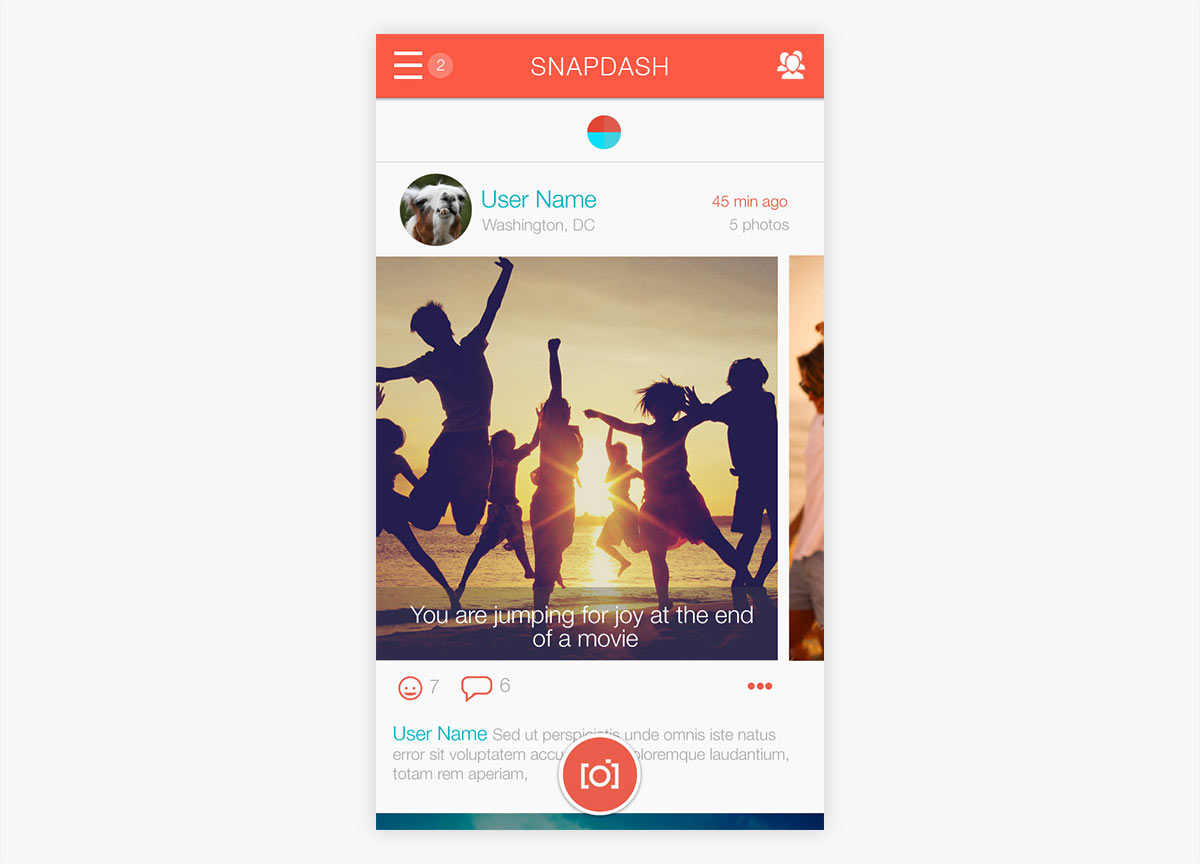 2
SNAPDASH
User Name
45 min ago
Washington, DC
5 photos
You are jumping for joy at the end
of a movie
7
6
User Name Sed ut perspiciatis unde omnis iste natus
error sit voluptatem accu oloremque laudantium,
totam rem aperiam,